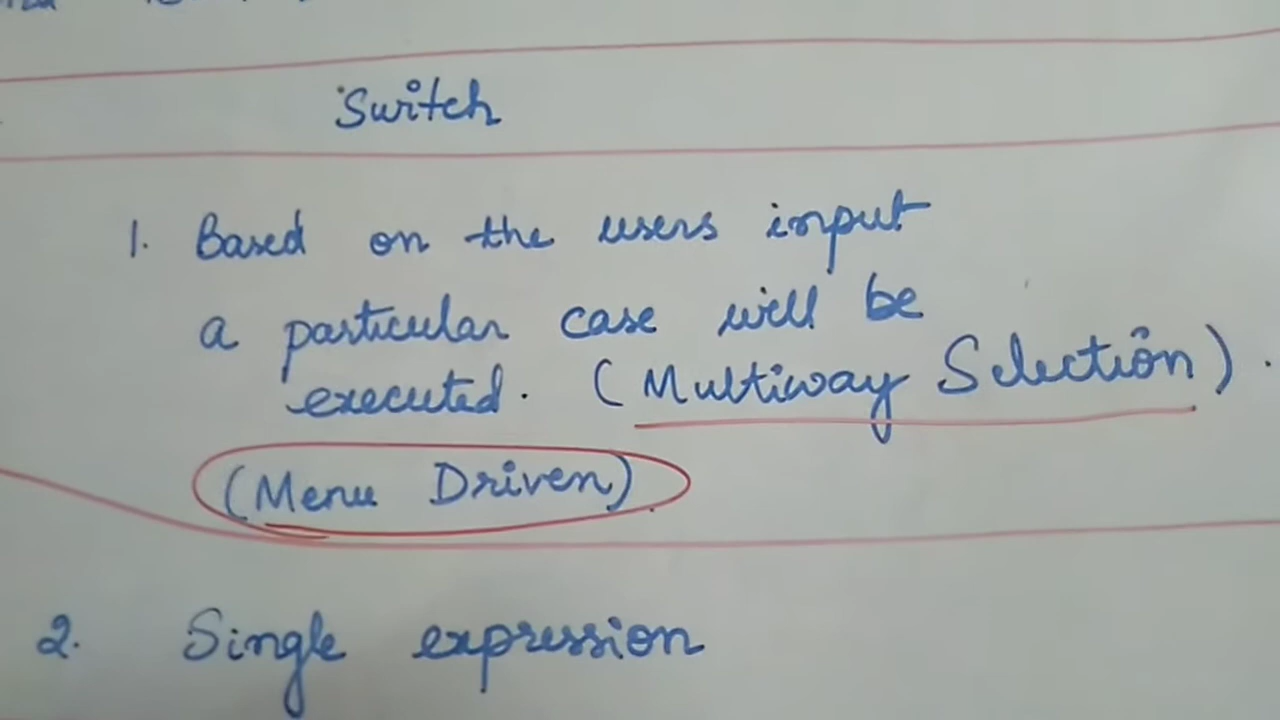 Switch
1. Based on the users input
a particular case will be
executed. (Multiway Selection).
(Menu Driven)
2. Single expression